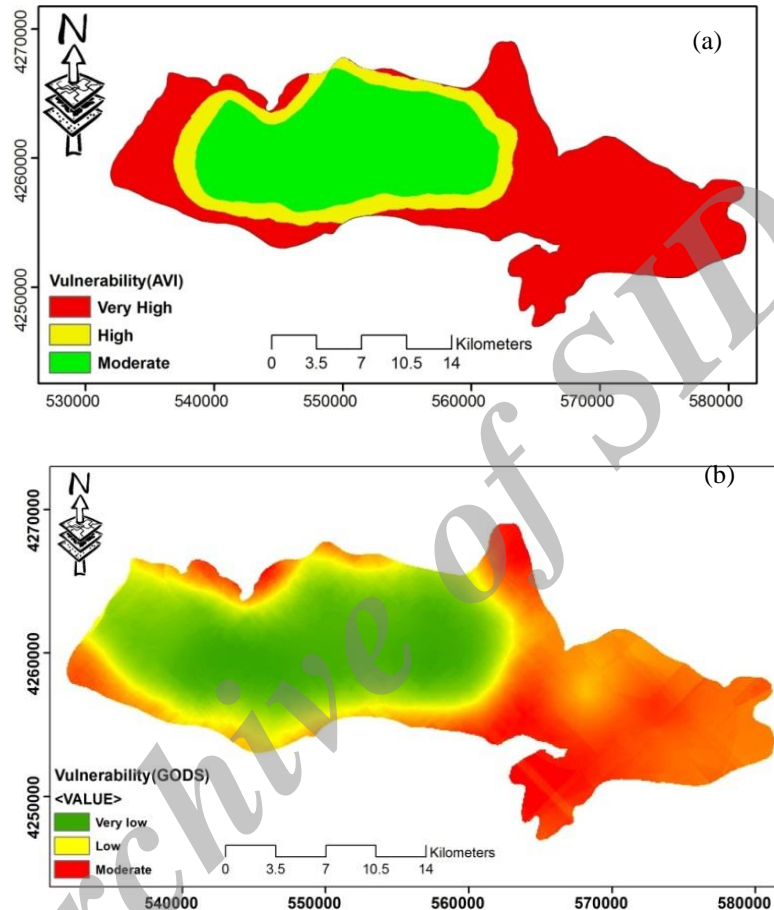 N
(a)
4270000
4260000
4250000
Vulnerability(AVI)
Very High
High
Moderate
Kilometers
0 3.5 7 10.5 14
530000 540000 550000 560000 570000 580000
N
(b)
4270000
4260000
4250000
Vulnerability(GODS)
<VALUE>
Very low
Low
Moderate
Kilometers
0 3.5 7 10.5 14
540000 550000 560000 570000 580000
Archive of SID